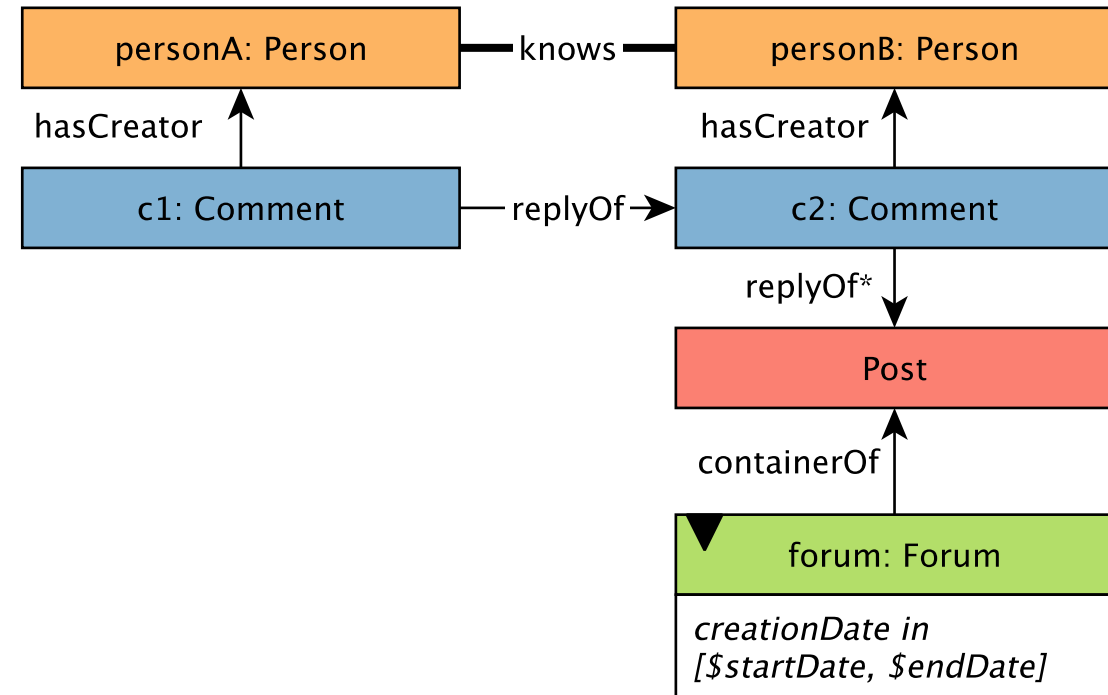 personA: Person
knows
personB: Person
hasCreator
hasCreator
c1: Comment
replyOf
c2: Comment
replyOf*
Post
containerOf
forum: Forum
creationDate in
[$startDate, $endDate]